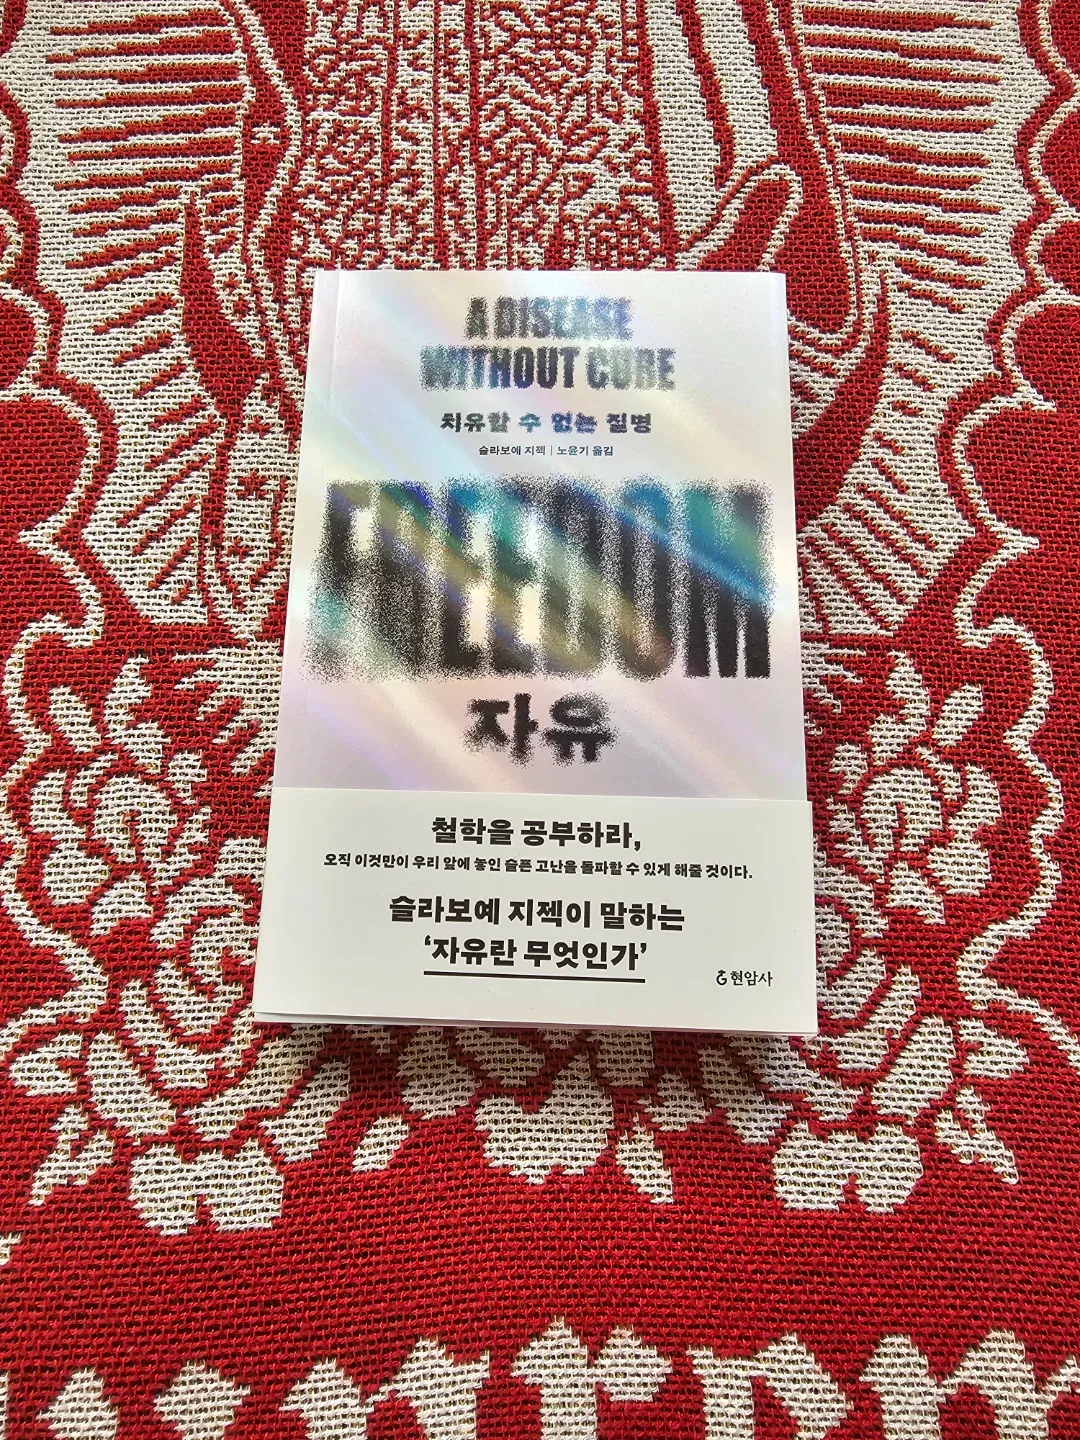 A DISEASE
WITHOUT CURE
치유할 수 없는 질병
슬라보예 지젝 | 노윤기 옮김
FREEDOM
자유
철학을 공부하라,
오직 이것만이 우리 앞에 놓인 슬픈 고난을 돌파할 수 있게 해줄 것이다.
슬라보예 지젝이 말하는
‘자유란 무엇인가’
현암사